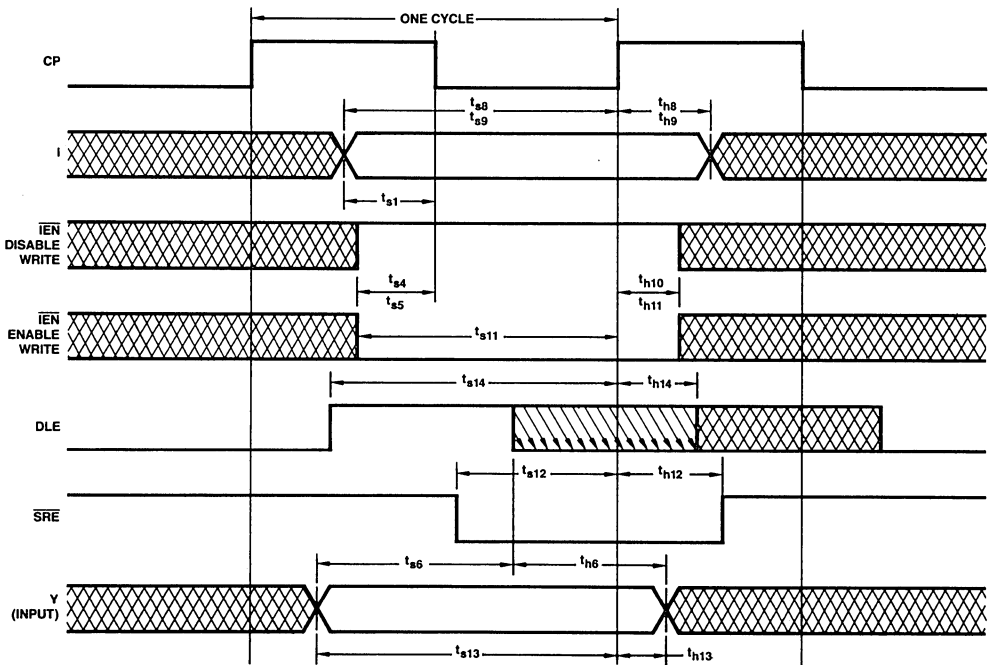 ONE CYCLE
CP
ts8
ts9
th8
th9
I
ts1
IEN
DISABLE
WRITE
ts4
ts5
th10
th11
IEN
ENABLE
WRITE
ts11
ts14
th14
DLE
ts12
th12
SRE
ts6
th6
Y
(INPUT)
ts13
th13